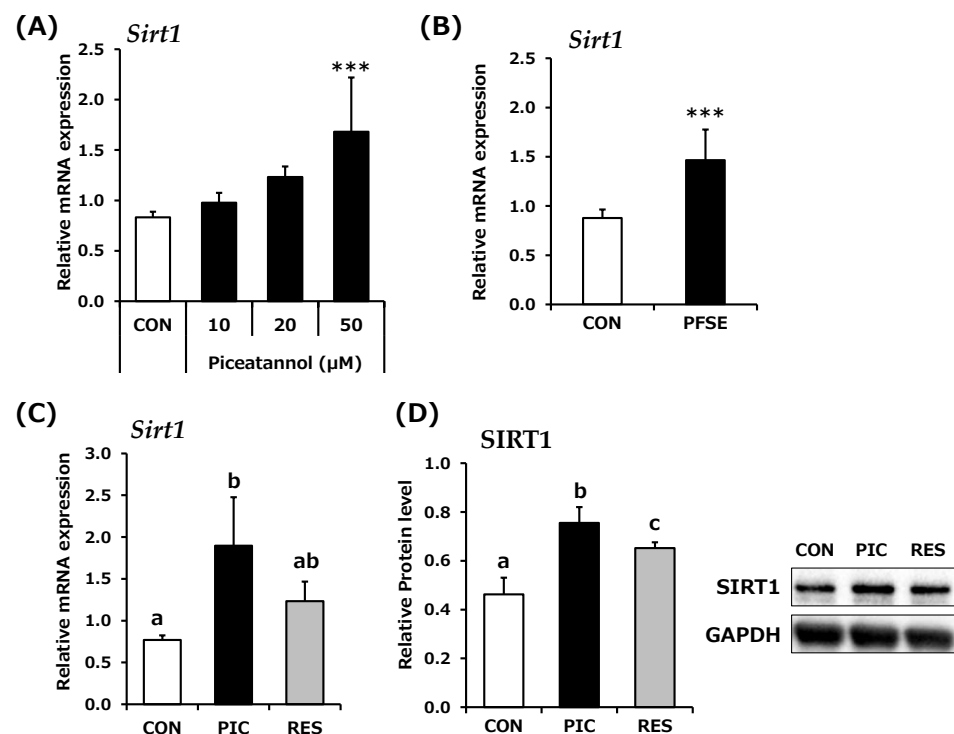 (A)
Sirt1
Relative mRNA expression
2.5
2.0
1.5
1.0
0.5
0.0
***
CON 10 20 50
Piceatannol (µM)
(B)
Sirt1
Relative mRNA expression
2.5
2.0
1.5
1.0
0.5
0.0
***
CON PFSE
(C)
Sirt1
Relative mRNA expression
3.0
2.5
2.0
1.5
1.0
0.5
0.0
a b ab
CON PIC RES
(D)
SIRT1
Relative Protein level
1.0
0.8
0.6
0.4
0.2
0.0
a b c
CON PIC RES
CON PIC RES
SIRT1
GAPDH